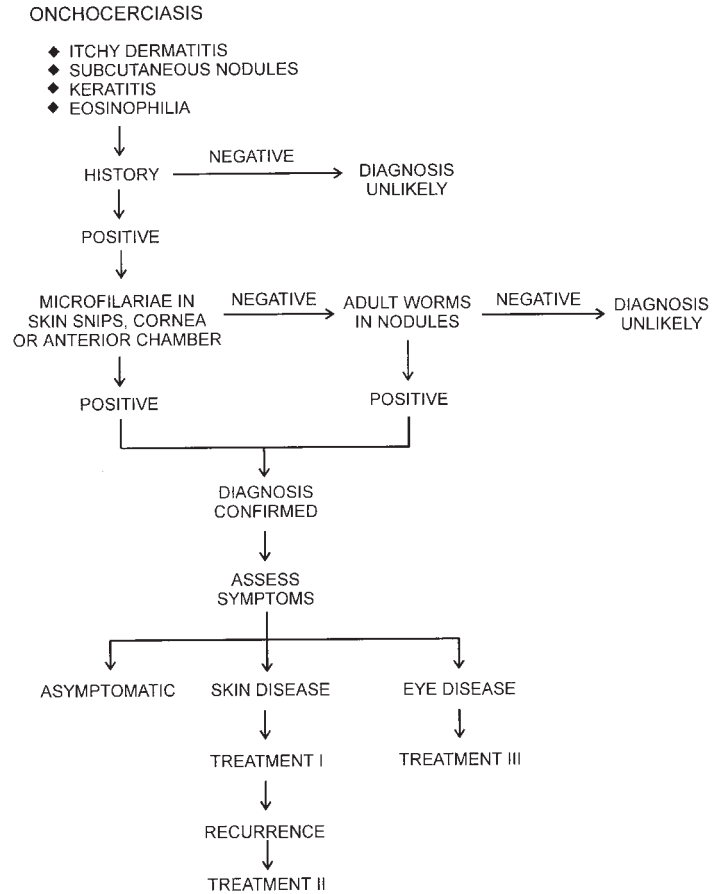 ONCHOCERCIASIS
◆ ITCHY DERMATITIS
◆ SUBCUTANEOUS NODULES
◆ KERATITIS
◆ EOSINOPHILIA
NEGATIVE
HISTORY
DIAGNOSIS
UNLIKELY
POSITIVE
MICROFILARIAE IN
SKIN SNIPS, CORNEA
OR ANTERIOR CHAMBER
NEGATIVE
ADULT WORMS
IN NODULES
NEGATIVE
DIAGNOSIS
UNLIKELY
POSITIVE
POSITIVE
DIAGNOSIS
CONFIRMED
ASSESS
SYMPTOMS
ASYMPTOMATIC
SKIN DISEASE
EYE DISEASE
TREATMENT I
TREATMENT III
RECURRENCE
TREATMENT II